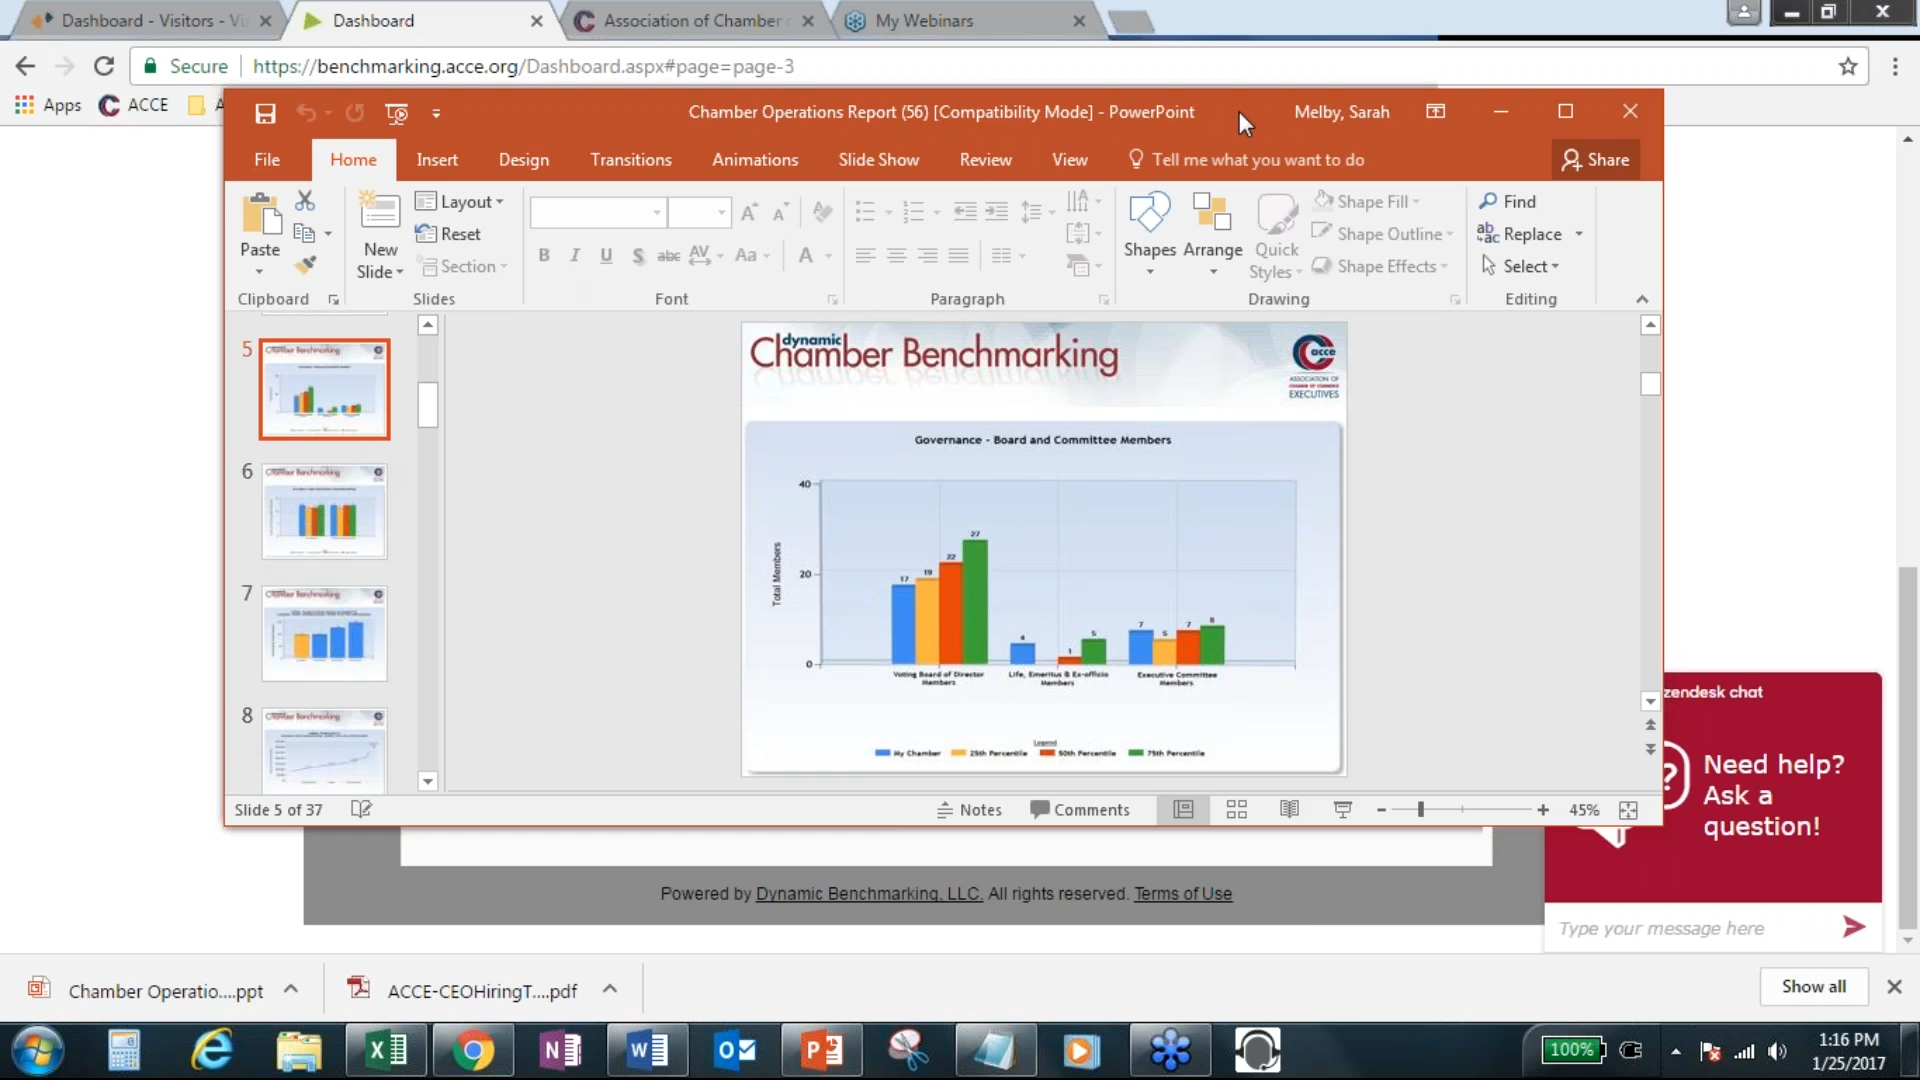 Dashboard - Visitors - Vi
Dashboard
Association of Chamber
My Webinars
Secure
https://benchmarking.acce.org/Dashboard.aspx#page=page-3
Apps
ACCE
A
Chamber Operations Report (56) [Compatibility Mode] - PowerPoint
Melby, Sarah
File
Home
Insert
Design
Transitions
Animations
Slide Show
Review
View
Tell me what you want to do
Share
Paste
New
Slide
Layout
Reset
Section
B I U S abc AV Aa A
Shapes
Arrange
Quick
Styles
Shape Fill
Shape Outline
Shape Effects
Find
Replace
Select
Clipboard
Slides
Font
Paragraph
Drawing
Editing
5
6
7
8
dynamic
Chamber Benchmarking
acce
ASSOCIATION OF
CHAMBER OF COMMERCE
EXECUTIVES
Governance - Board and Committee Members
Total Members
40
20
0
17
19
22
27
4
1
5
7
5
7
8
Voting Board of Director
Members
Life, Emeritus & Ex-officio
Members
Executive Committee
Members
Legend
My Chamber
25th Percentile
50th Percentile
75th Percentile
Slide 5 of 37
Notes
Comments
45%
zendesk chat
Need help?
Ask a
question!
Type your message here
Powered by Dynamic Benchmarking, LLC. All rights reserved. Terms of Use
Chamber Operatio....ppt
ACCE-CEOHiringT....pdf
Show all
100%
1:16 PM
1/25/2017